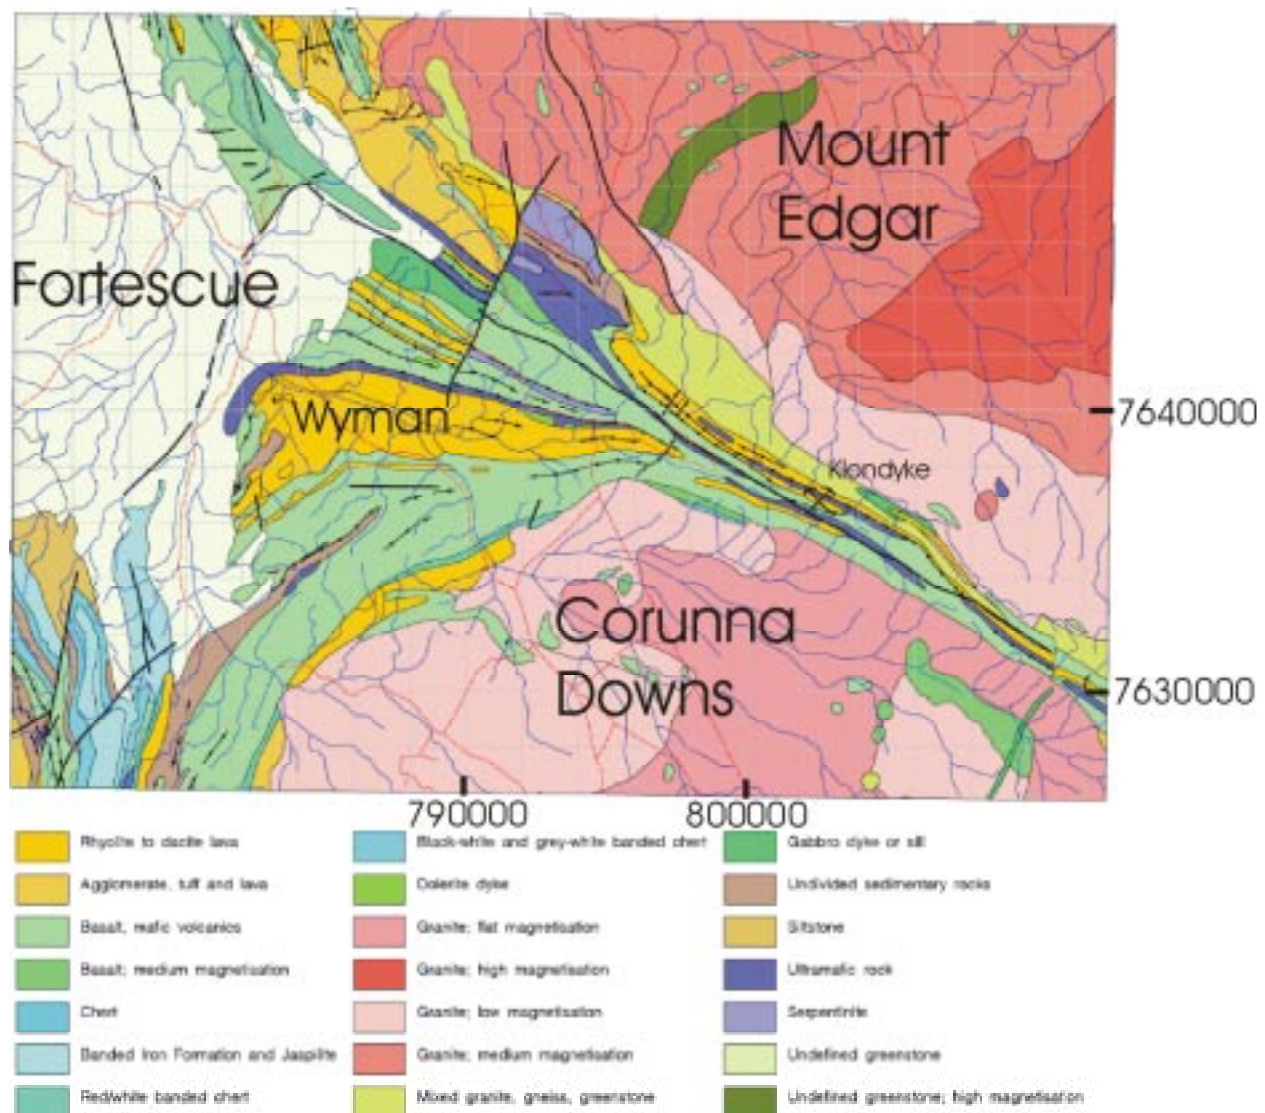 Mount
Edgar
Fortescue
Wyman
7640000
Klondyke
Corunna
Downs
7630000
790000
800000
Rhyolite to dacite lava
Black-white and grey-white banded chert
Gabbro dyke or sill
Agglomerate, tuff and lava
Dolerite dyke
Undivided sedimentary rocks
Basalt, mafic volcanics
Granite; flat magnetisation
Siltstone
Basalt; medium magnetisation
Granite; high magnetisation
Ultramafic rock
Chert
Granite; low magnetisation
Serpentinite
Banded Iron Formation and Jaspilite
Granite; medium magnetisation
Undefined greenstone
Red/white banded chert
Mixed granite, gneiss, greenstone
Undefined greenstone; high magnetisation